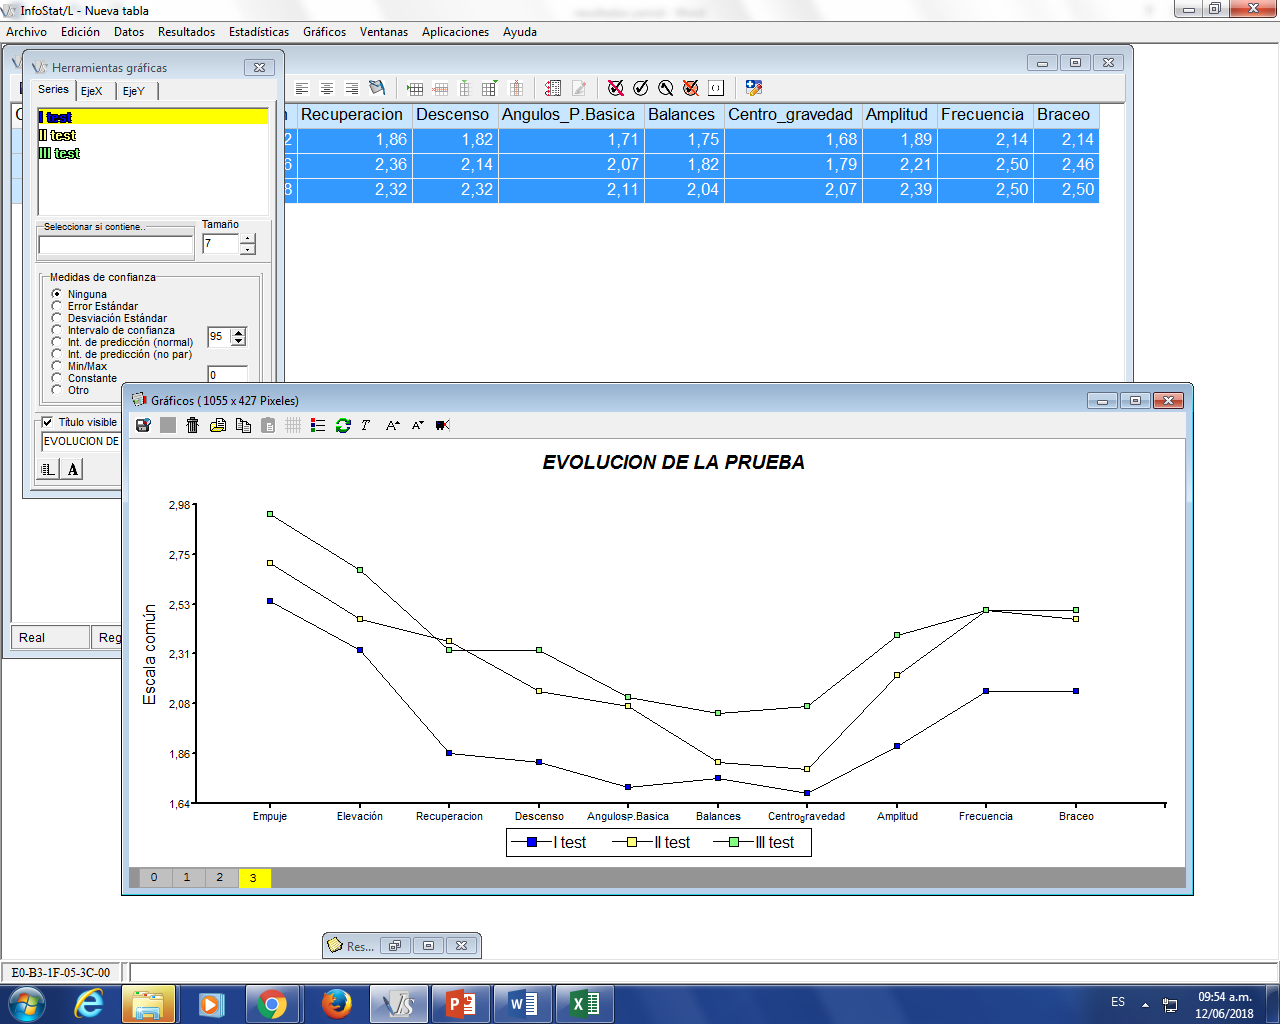 InfoStat/L - Nueva tabla
Archivo Edición Datos Resultados Estadísticas Gráficos Ventanas Aplicaciones Ayuda
Herramientas gráficas
Series EjeX EjeY
I test
II test
III test
Seleccionar si contiene..
Tamaño
7
Medidas de confianza
Ninguna
Error Estándar
Desviación Estándar
Intervalo de confianza
Int. de predicción (normal)
95
Int. de predicción (no par)
Min/Max
Constante
0
Otro
Título visible
EVOLUCION DE
Recuperacion Descenso Angulos_P.Basica Balances Centro_gravedad Amplitud Frecuencia Braceo
2 1,86 1,82 1,71 1,75 1,68 1,89 2,14 2,14
6 2,36 2,14 2,07 1,82 1,79 2,21 2,50 2,46
8 2,32 2,32 2,11 2,04 2,07 2,39 2,50 2,50
Real Reg
Gráficos ( 1055 x 427 Pixeles)
EVOLUCION DE LA PRUEBA
Escala común
2,98
2,75
2,53
2,31
2,08
1,86
1,64
Empuje Elevación Recuperacion Descenso AngulosP.Basica Balances Centrogravedad Amplitud Frecuencia Braceo
I test II test III test
0 1 2 3
Res...
E0-B3-1F-05-3C-00
ES
09:54 a.m.
12/06/2018